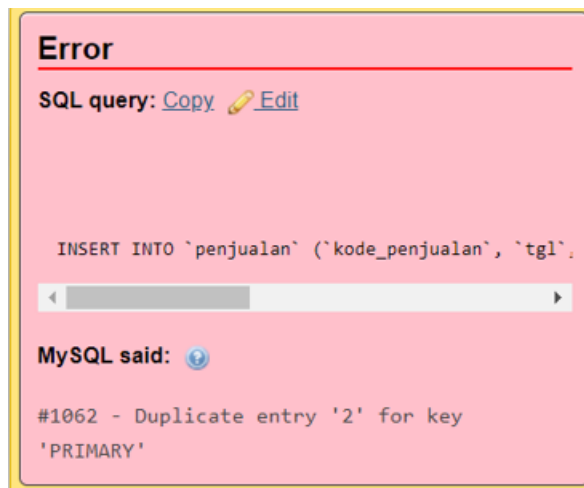 Error
SQL query: Copy Edit
INSERT INTO `penjualan` (`kode_penjualan`, `tgl`,
MySQL said:
#1062 - Duplicate entry '2' for key
'PRIMARY'